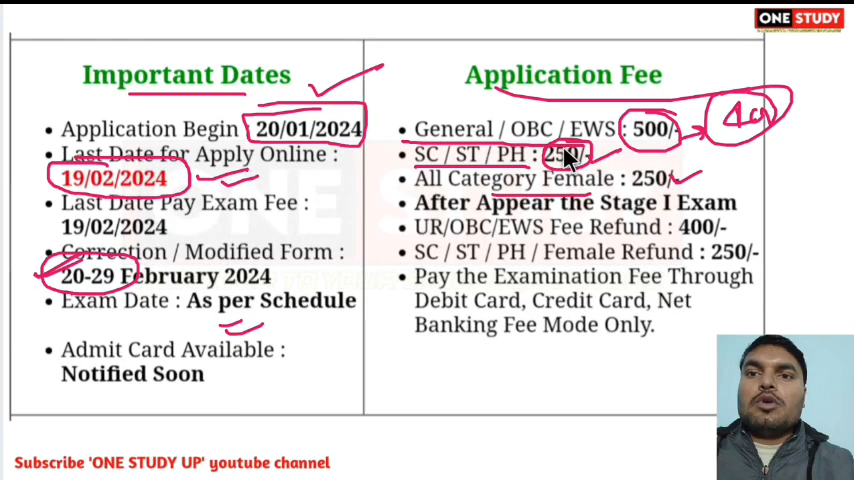 ONE STUDY
Important Dates
Application Begin : 20/01/2024
Last Date for Apply Online :
19/02/2024
Last Date Pay Exam Fee :
19/02/2024
Correction / Modified Form :
20-29 February 2024
Exam Date : As per Schedule
Admit Card Available :
Notified Soon
Application Fee
General / OBC / EWS : 500/-
SC / ST / PH : 250/-
All Category Female : 250/-
After Appear the Stage I Exam
UR/OBC/EWS Fee Refund : 400/-
SC / ST / PH / Female Refund : 250/-
Pay the Examination Fee Through
Debit Card, Credit Card, Net
Banking Fee Mode Only.
Subscribe 'ONE STUDY UP' youtube channel